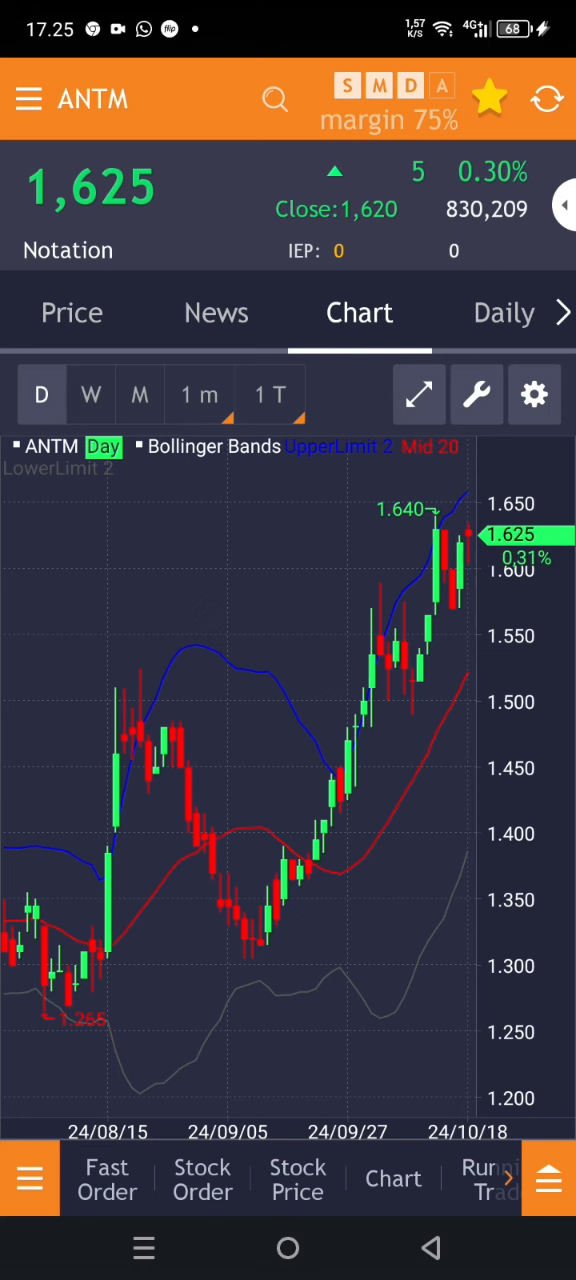 17.25 flip 1,57 K/S 4G+ 68
ANTM S M D A
margin 75%
1,625 5 0.30%
Close:1,620 830,209
Notation IEP: 0 0
Price News Chart Daily
D W M 1 m 1 T
ANTM Day Bollinger Bands UpperLimit 2 Mid 20
LowerLimit 2
1.650
1.640
1.625
0,31%
1.600
1.550
1.500
1.450
1.400
1.350
1.300
1.265
1.250
1.200
24/08/15 24/09/05 24/09/27 24/10/18
Fast Stock Stock Chart Runni
Order Order Price Trad